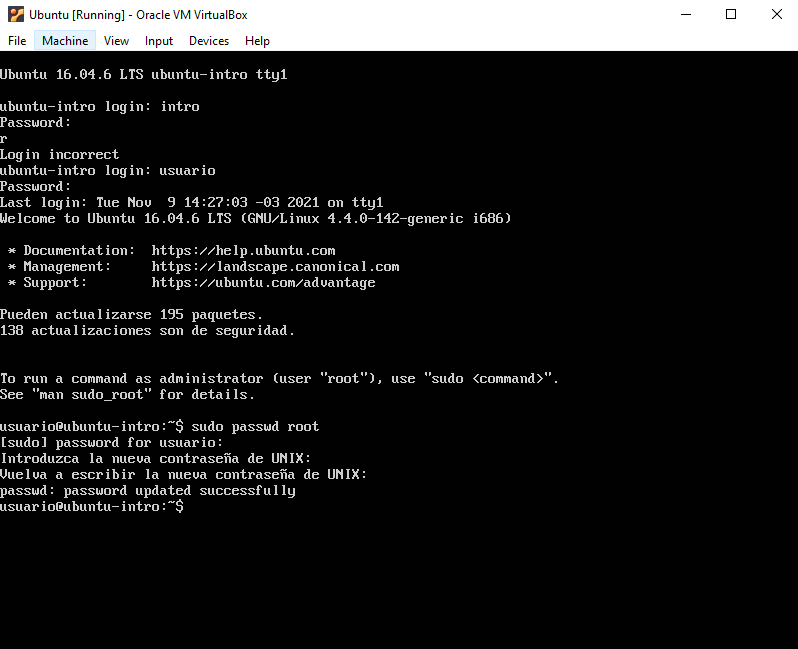 Ubuntu [Running] - Oracle VM VirtualBox
File Machine View Input Devices Help
Ubuntu 16.04.6 LTS ubuntu-intro tty1
ubuntu-intro login: intro
Password:
r
Login incorrect
ubuntu-intro login: usuario
Password:
Last login: Tue Nov  9 14:27:03 -03 2021 on tty1
Welcome to Ubuntu 16.04.6 LTS (GNU/Linux 4.4.0-142-generic i686)
 * Documentation:  https://help.ubuntu.com
 * Management:     https://landscape.canonical.com
 * Support:        https://ubuntu.com/advantage
Pueden actualizarse 195 paquetes.
138 actualizaciones son de seguridad.
To run a command as administrator (user "root"), use "sudo <command>".
See "man sudo_root" for details.
usuario@ubuntu-intro:~$ sudo passwd root
[sudo] password for usuario:
Introduzca la nueva contraseña de UNIX:
Vuelva a escribir la nueva contraseña de UNIX:
passwd: password updated successfully
usuario@ubuntu-intro:~$